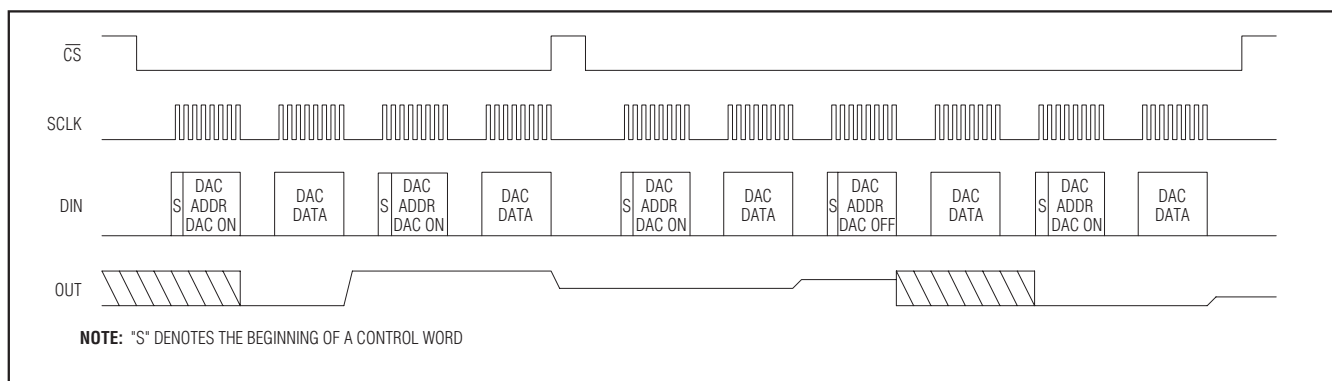 CS
SCLK
DIN
S
DAC
ADDR
DAC ON
DAC
DATA
S
DAC
ADDR
DAC ON
DAC
DATA
S
DAC
ADDR
DAC ON
DAC
DATA
S
DAC
ADDR
DAC OFF
DAC
DATA
S
DAC
ADDR
DAC ON
DAC
DATA
OUT
NOTE: "S" DENOTES THE BEGINNING OF A CONTROL WORD